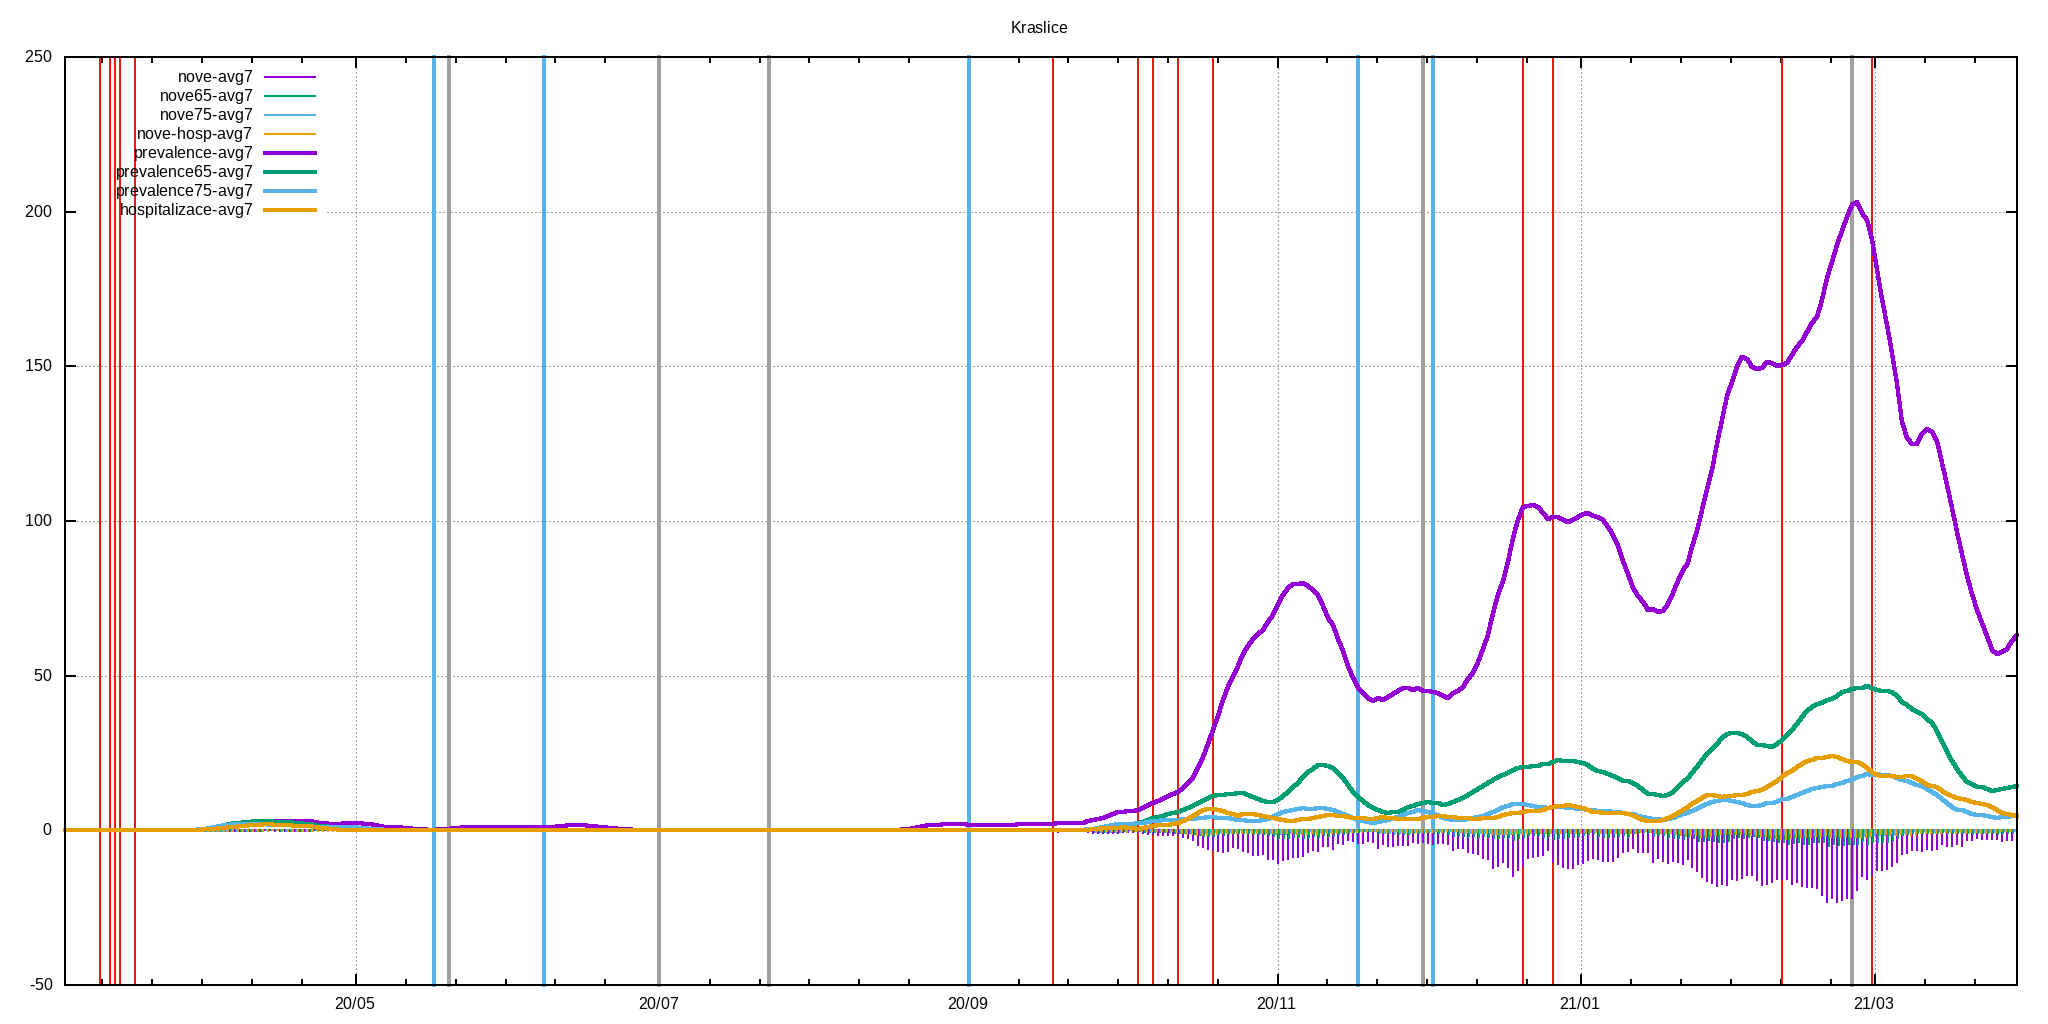 Kraslice
250
200
150
100
50
0
-50
nove-avg7
nove65-avg7
nove75-avg7
nove-hosp-avg7
prevalence-avg7
prevalence65-avg7
prevalence75-avg7
hospitalizace-avg7
20/05
20/07
20/09
20/11
21/01
21/03